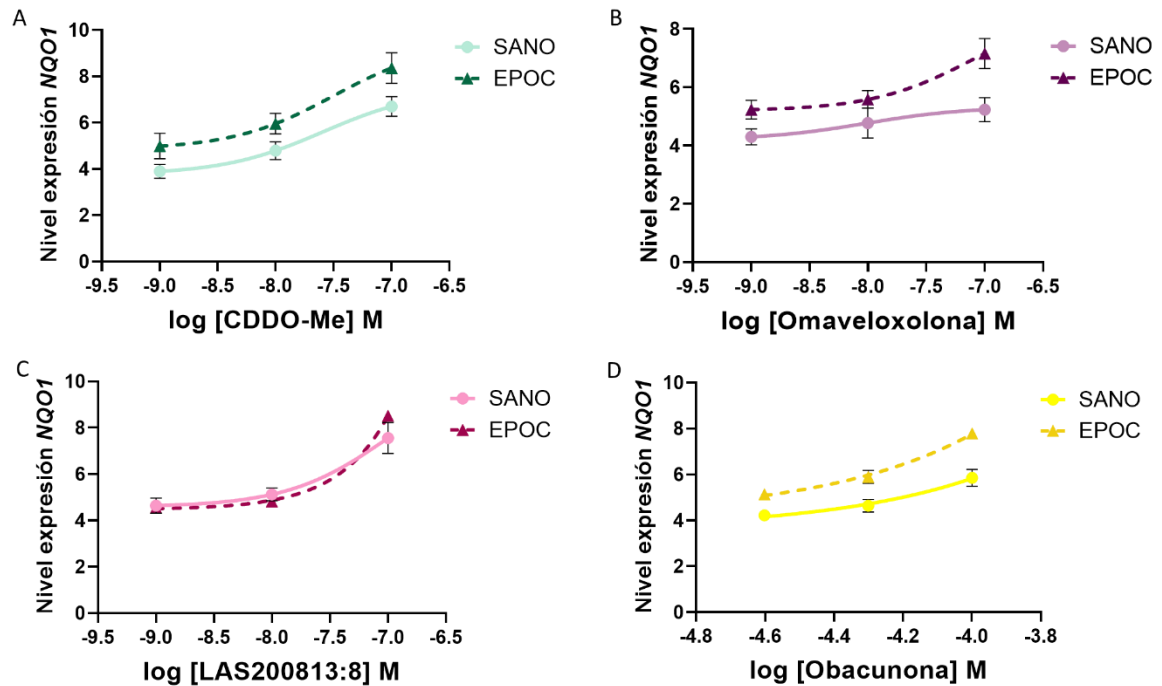 A
Nivel expresión NQO1
10
8
6
4
2
0
-9.5 -9.0 -8.5 -8.0 -7.5 -7.0 -6.5
log [CDDO-Me] M
SANO
EPOC
B
Nivel expresión NQO1
8
6
4
2
0
-9.5 -9.0 -8.5 -8.0 -7.5 -7.0 -6.5
log [Omaveloxolona] M
SANO
EPOC
C
Nivel expresión NQO1
10
8
6
4
2
0
-9.5 -9.0 -8.5 -8.0 -7.5 -7.0 -6.5
log [LAS200813:8] M
SANO
EPOC
D
Nivel expresión NQO1
10
8
6
4
2
0
-4.8 -4.6 -4.4 -4.2 -4.0 -3.8
log [Obacunona] M
SANO
EPOC